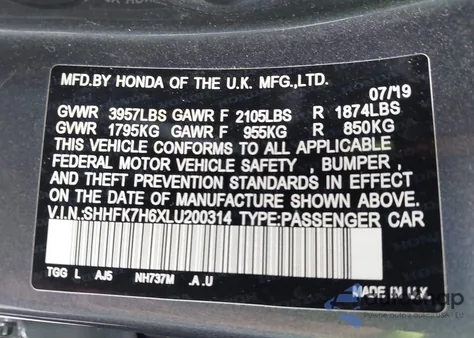 MFD.BY HONDA OF THE U.K. MFG.,LTD.
07/19
GVWR 3957LBS GAWR F 2105LBS R 1874LBS
GVWR 1795KG GAWR F 955KG R 850KG
THIS VEHICLE CONFORMS TO ALL APPLICABLE
FEDERAL MOTOR VEHICLE SAFETY , BUMPER ,
AND THEFT PREVENTION STANDARDS IN EFFECT
ON THE DATE OF MANUFACTURE SHOWN ABOVE.
V.I.N.:SHHFK7H6XLU200314 TYPE:PASSENGER CAR
TGG L AJ5 NH737M .A.U
MADE IN U.K.